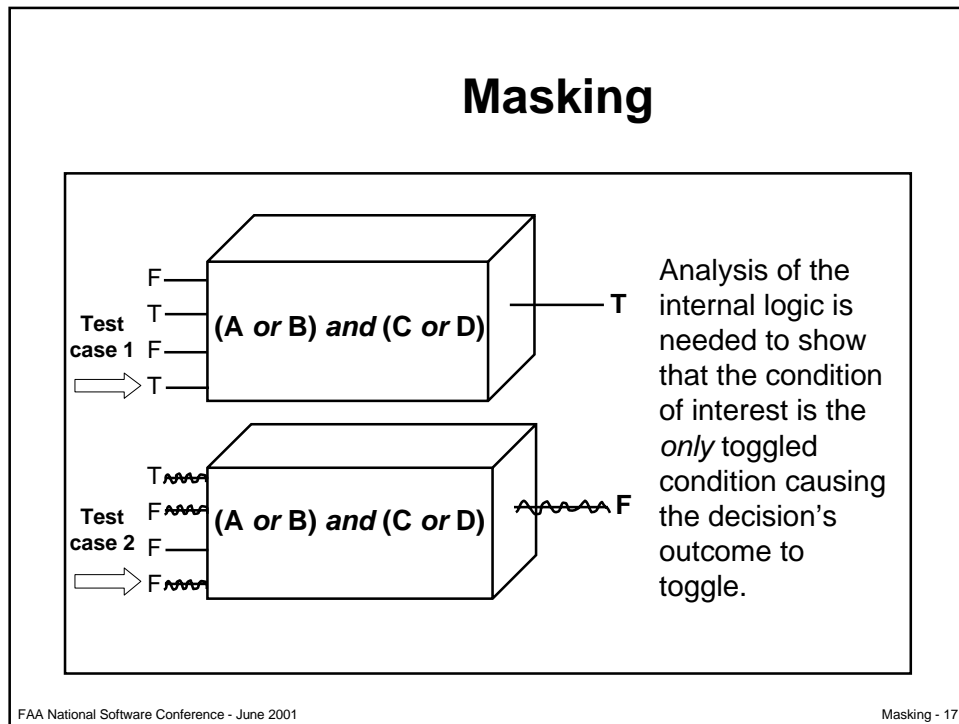 Masking
F
T
Test
case 1
F
T
(A or B) and (C or D)
T
T
F
Test
case 2
F
F
(A or B) and (C or D)
F
Analysis of the
internal logic is
needed to show
that the condition
of interest is the
only toggled
condition causing
the decision's
outcome to
toggle.
FAA National Software Conference - June 2001
Masking - 17